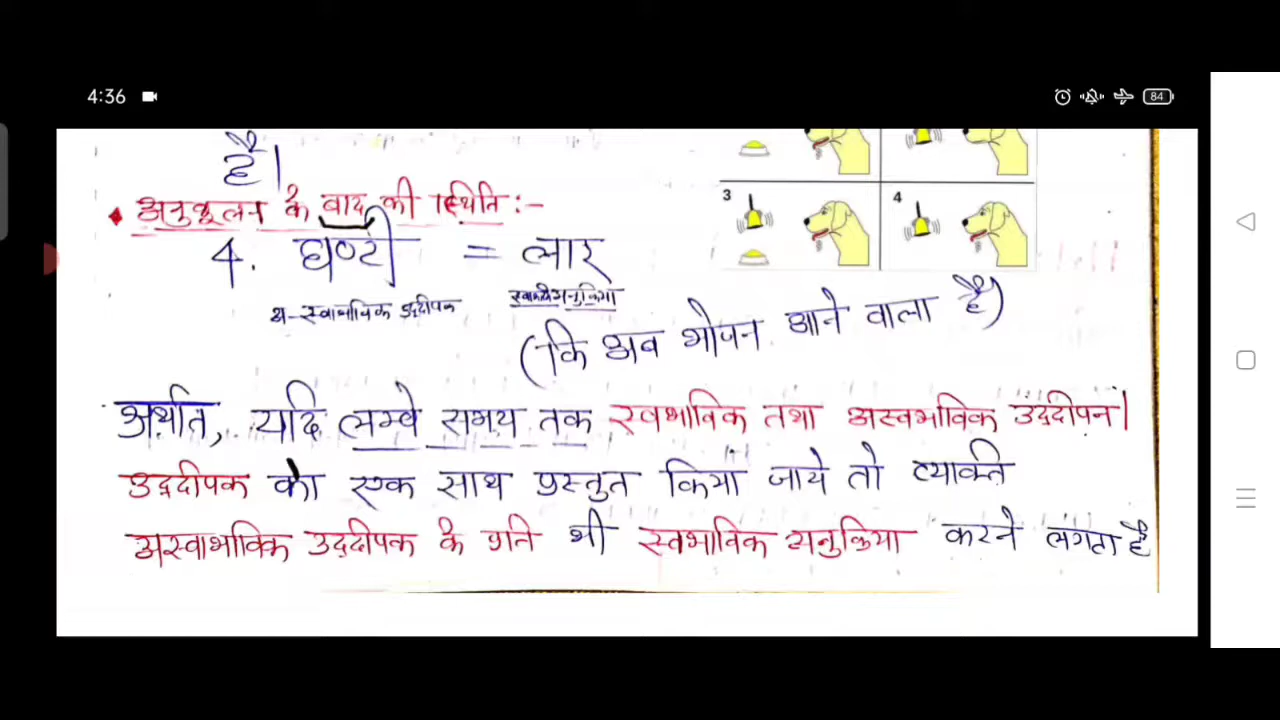 4:36
84
है।
3
4
अनुकूलन के बाद की स्थिति :-
4. घण्टी = लार
अ-स्वाभाविक उद्दीपक
(कि अब भोजन आने वाला है)
अर्थात, यदि लम्बे समय तक स्वभाविक तथा अस्वभाविक उद्दीपन।
उद्दीपक को एक साथ प्रस्तुत किया जाये तो व्यक्ति
अस्वाभाविक उद्दीपक के प्रति भी स्वभाविक अनुक्रिया करने लगता है